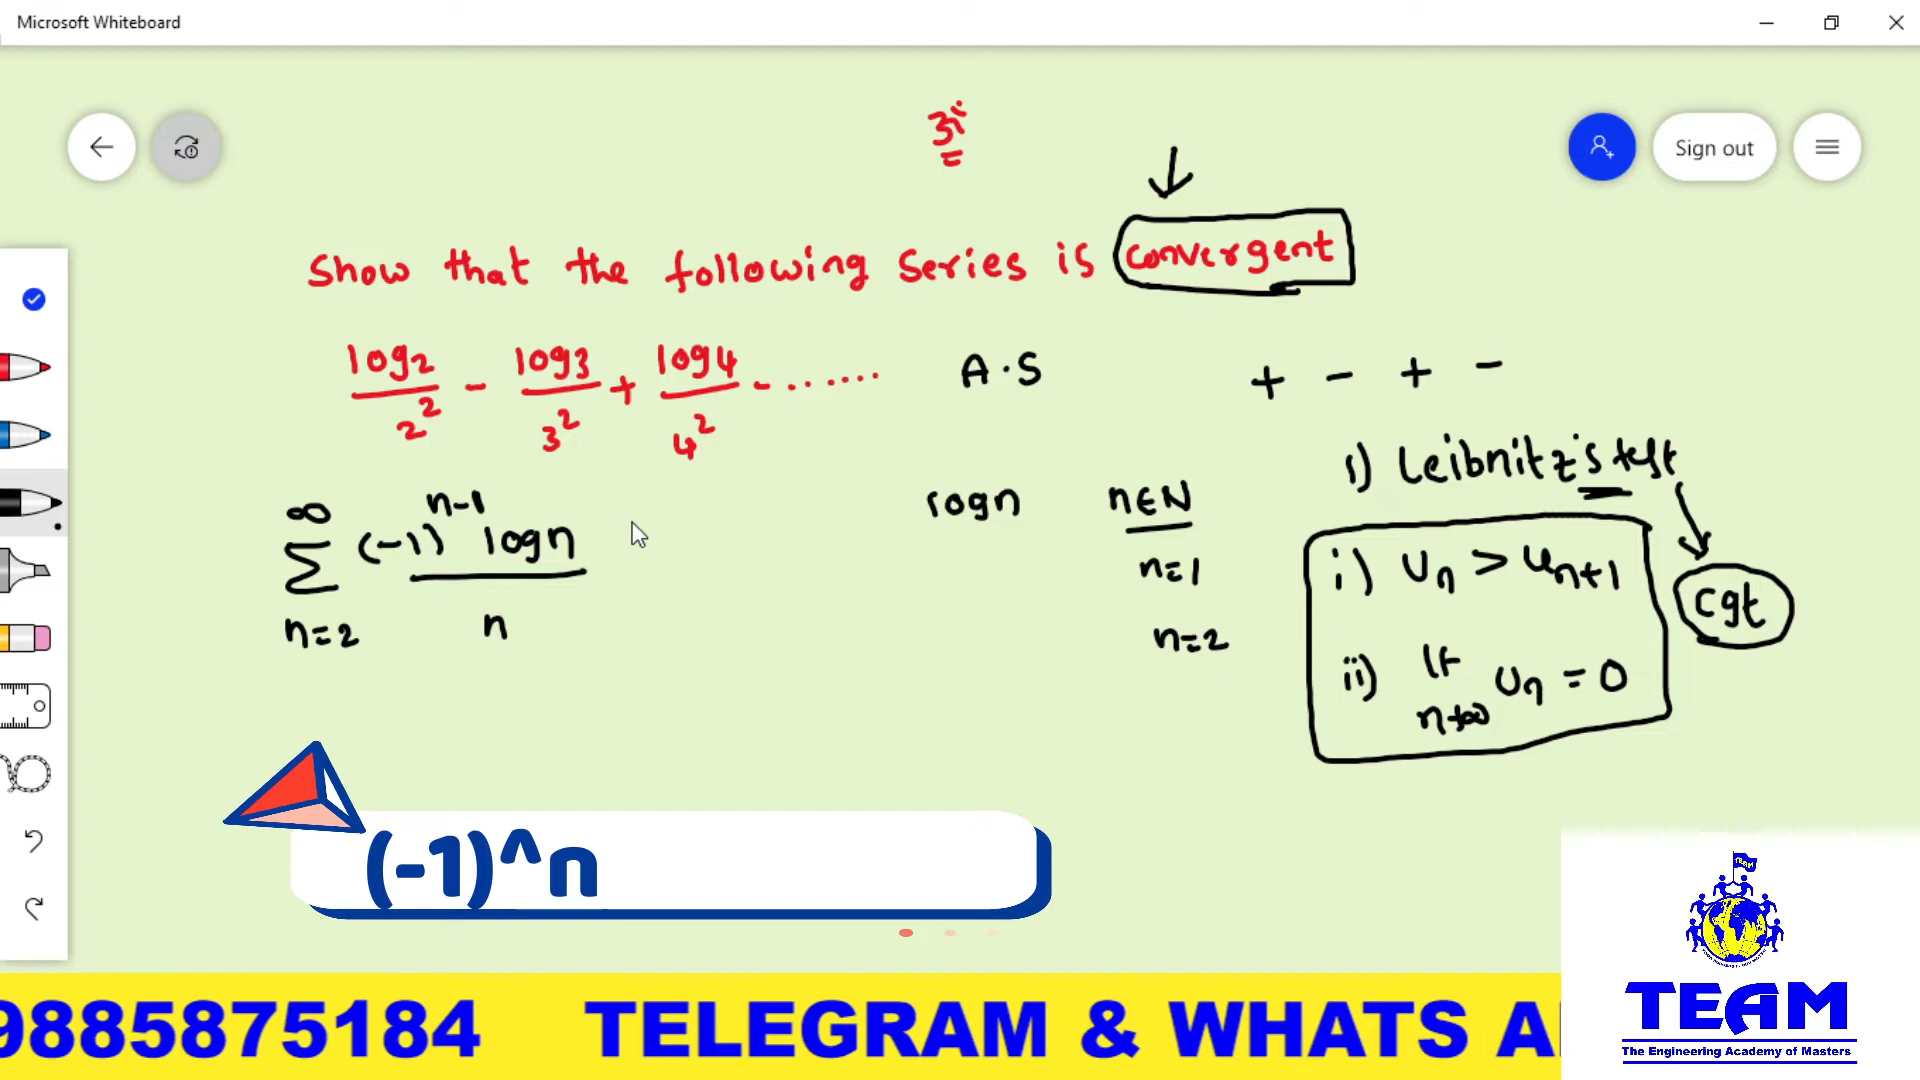 Microsoft Whiteboard
3i
Sign out
Show that the following series is convergent
log2/2² - log3/3² + log4/4² - ....... A.S + - + -
1) Leibnitz's test
∞ ∑ n=2 (-1)^n-1 logn / n
logn n∈N
n=1
n=2
i) Un > Un+1
cgt
ii) lt n→∞ Un = 0
(-1)^n
TEAM
TEAM
The Engineering Academy of Masters
9885875184 TELEGRAM & WHATS A